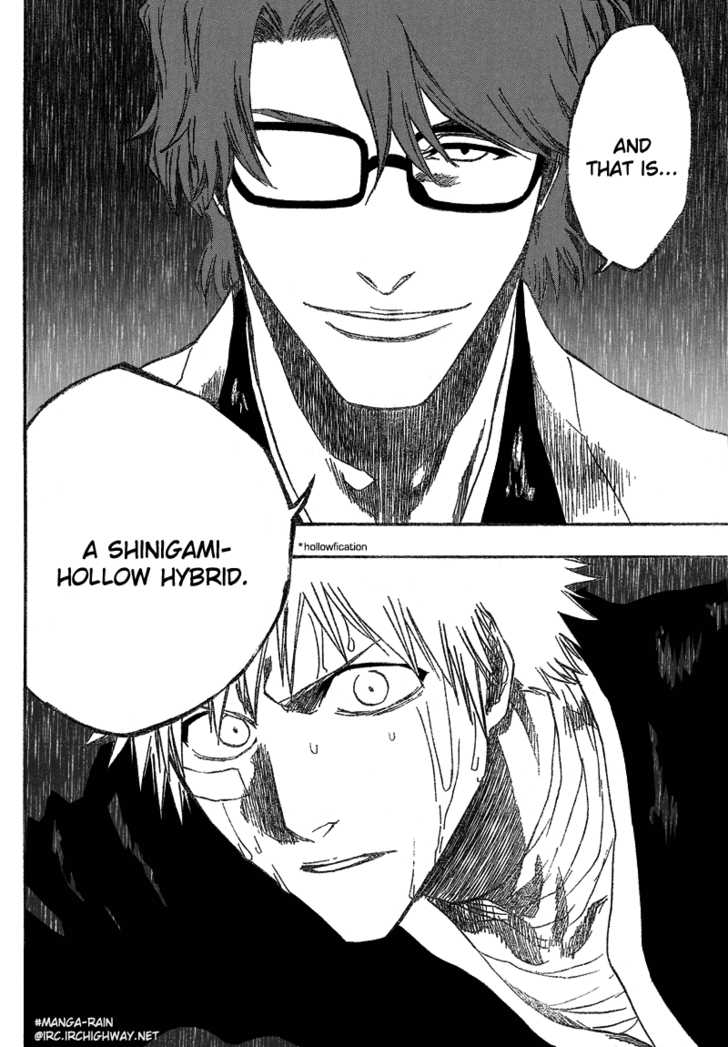 AND
THAT IS...
A SHINIGAMI-
HOLLOW HYBRID.
*hollowfication
#MANGA-RAIN
@IRC.IRCHIGHWAY.NET